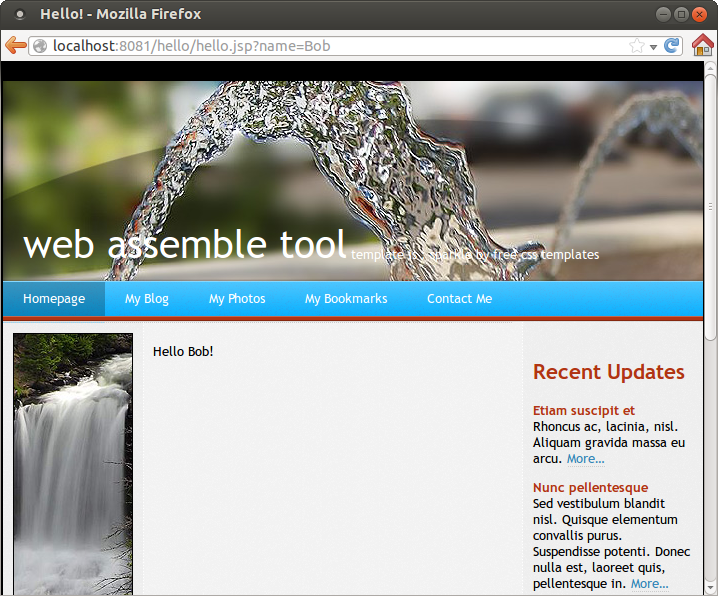 Hello! - Mozilla Firefox
localhost:8081/hello/hello.jsp?name=Bob
web assemble tool template is sparkle by free css templates
Homepage My Blog My Photos My Bookmarks Contact Me
Hello Bob!
Recent Updates
Etiam suscipit et
Rhoncus ac, lacinia, nisl.
Aliquam gravida massa eu
arcu. More...
Nunc pellentesque
Sed vestibulum blandit
nisl. Quisque elementum
convallis purus.
Suspendisse potenti. Donec
nulla est, laoreet quis,
pellentesque in. More...